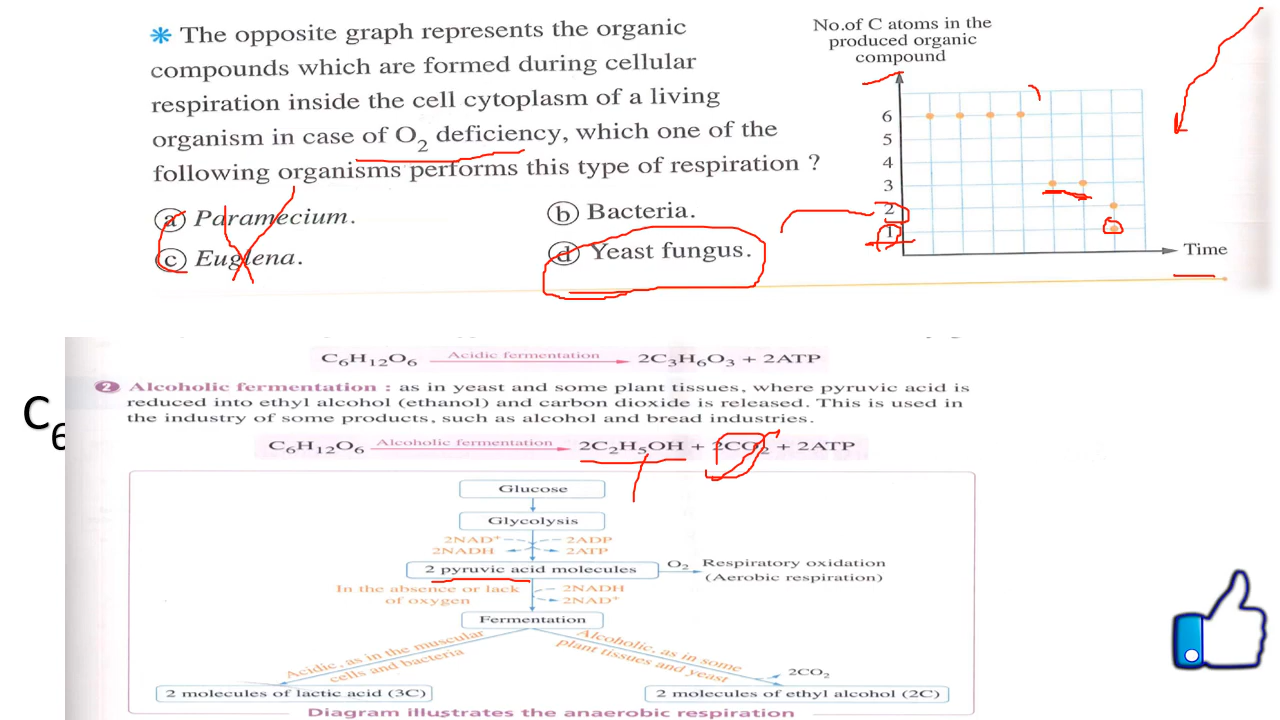 * The opposite graph represents the organic
compounds which are formed during cellular
respiration inside the cell cytoplasm of a living
organism in case of O₂ deficiency, which one of the
following organisms performs this type of respiration ?
ⓐ Paramecium.
ⓑ Bacteria.
ⓒ Euglena.
ⓓ Yeast fungus.
No.of C atoms in the
produced organic
compound
6
5
4
3
2
1
Time
C₆H₁₂O₆ Acidic fermentation 2C₃H₆O₃ + 2ATP
C₆
2 Alcoholic fermentation : as in yeast and some plant tissues, where pyruvic acid is
reduced into ethyl alcohol (ethanol) and carbon dioxide is released. This is used in
the industry of some products, such as alcohol and bread industries.
C₆H₁₂O₆ Alcoholic fermentation 2C₂H₅OH + 2CO₂ + 2ATP
Glucose
Glycolysis
2NAD⁺ 2ADP
2NADH 2ATP
2 pyruvic acid molecules O₂ Respiratory oxidation
(Aerobic respiration)
In the absence or lack 2NADH
of oxygen 2NAD⁺
Fermentation
Acidic, as in the muscular
cells and bacteria
Alcoholic, as in some
plant tissues and yeast
2CO₂
2 molecules of lactic acid (3C)
2 molecules of ethyl alcohol (2C)
Diagram illustrates the anaerobic respiration